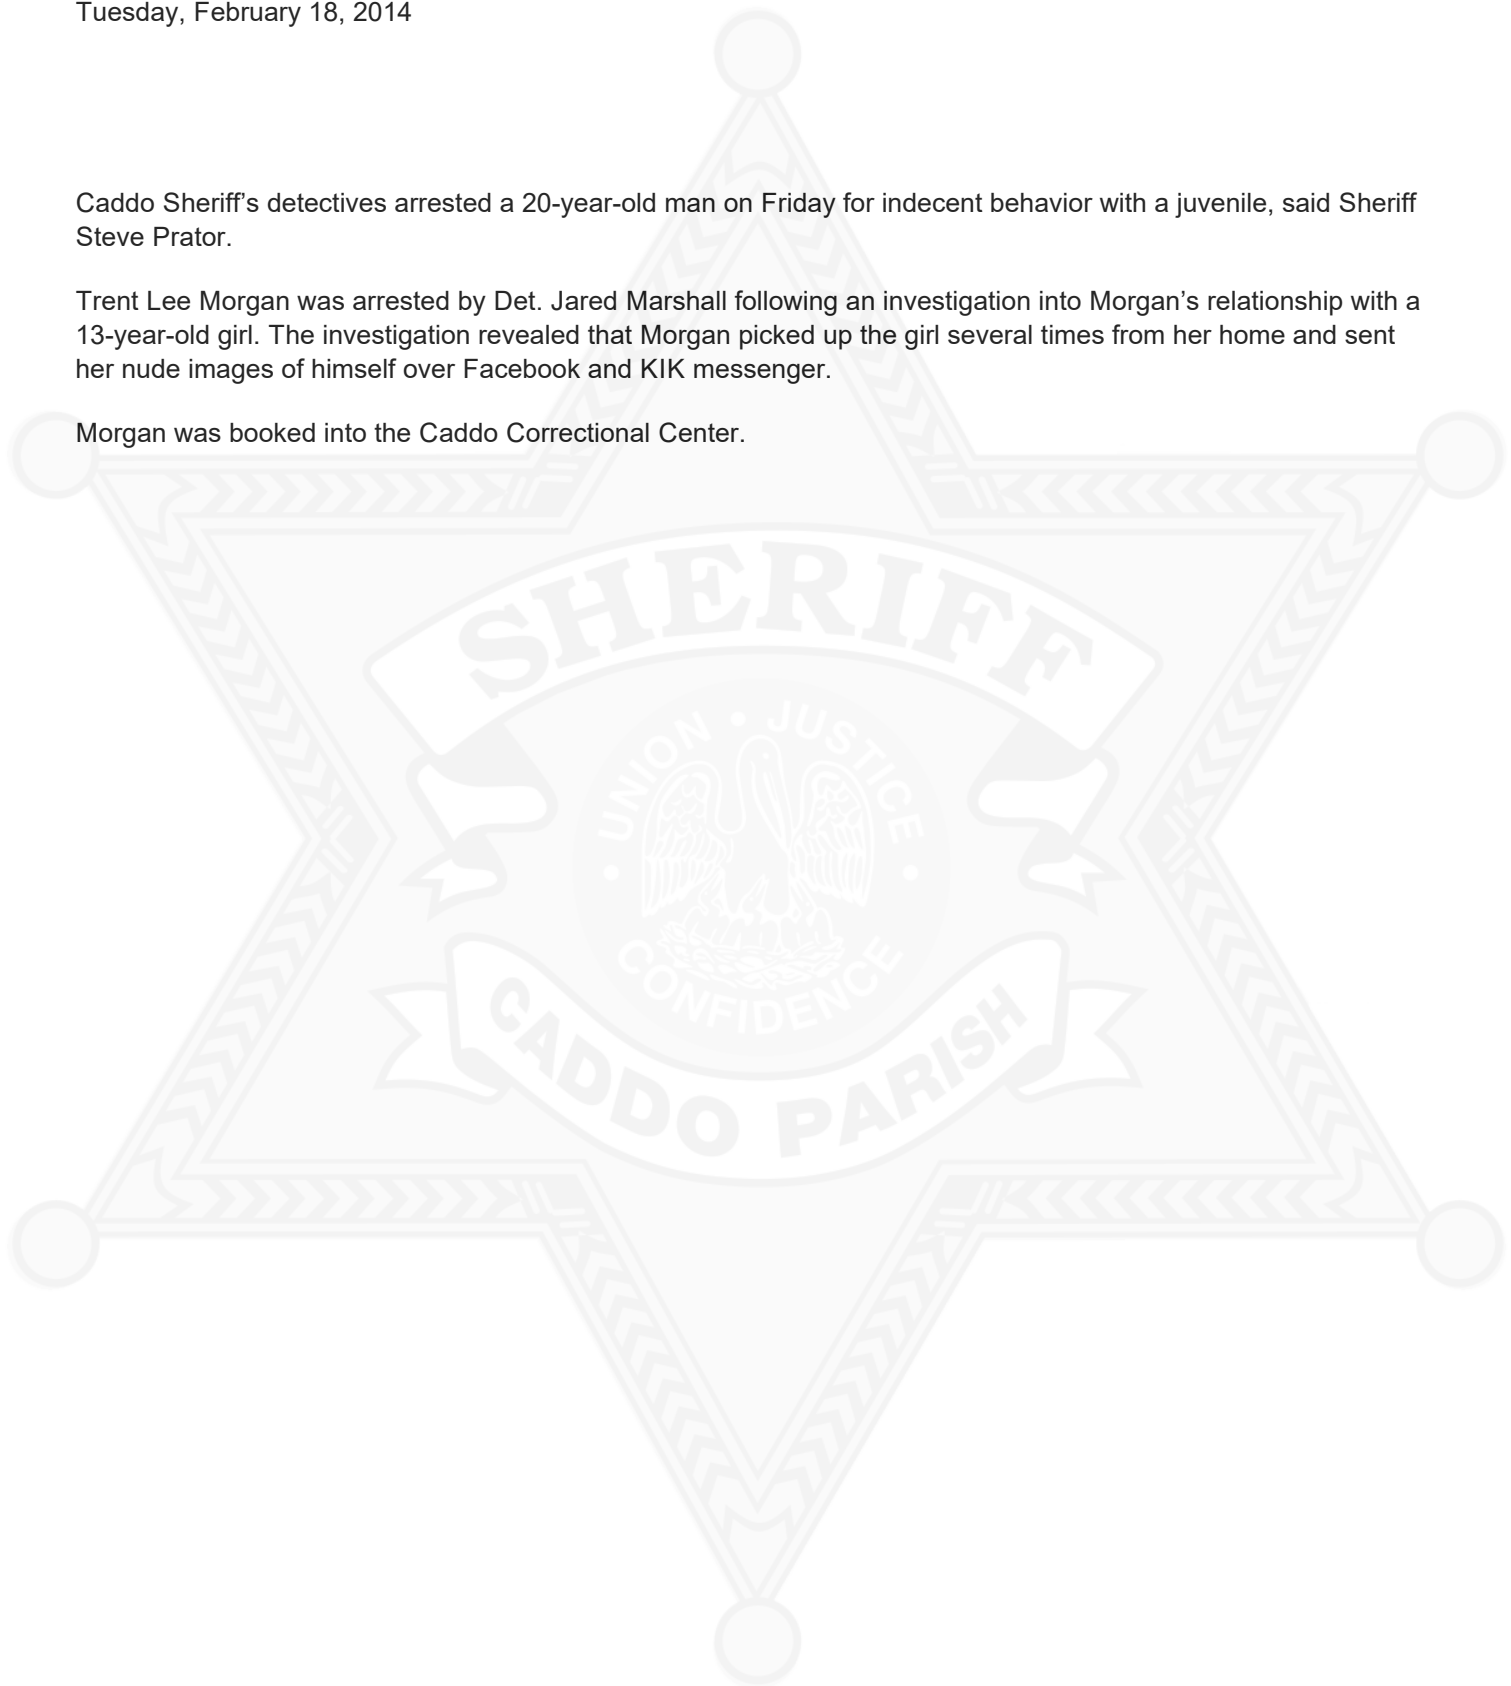 Tuesday, February 18, 2014
Caddo Sheriff’s detectives arrested a 20-year-old man on Friday for indecent behavior with a juvenile, said Sheriff
Steve Prator.
Trent Lee Morgan was arrested by Det. Jared Marshall following an investigation into Morgan’s relationship with a
13-year-old girl. The investigation revealed that Morgan picked up the girl several times from her home and sent
her nude images of himself over Facebook and KIK messenger.
Morgan was booked into the Caddo Correctional Center.
SHERIFF
UNION • JUSTICE
• CONFIDENCE •
CADDO PARISH